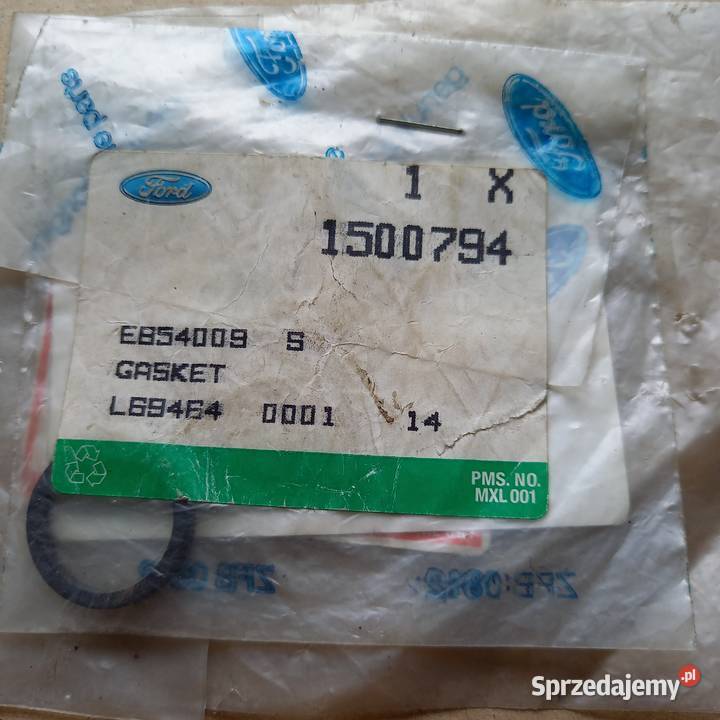 Ford
1 X
1500794
E854009 S
GASKET
L69464 0001 14
PMS. NO.
MXL 001
Sprzedajemy.pl